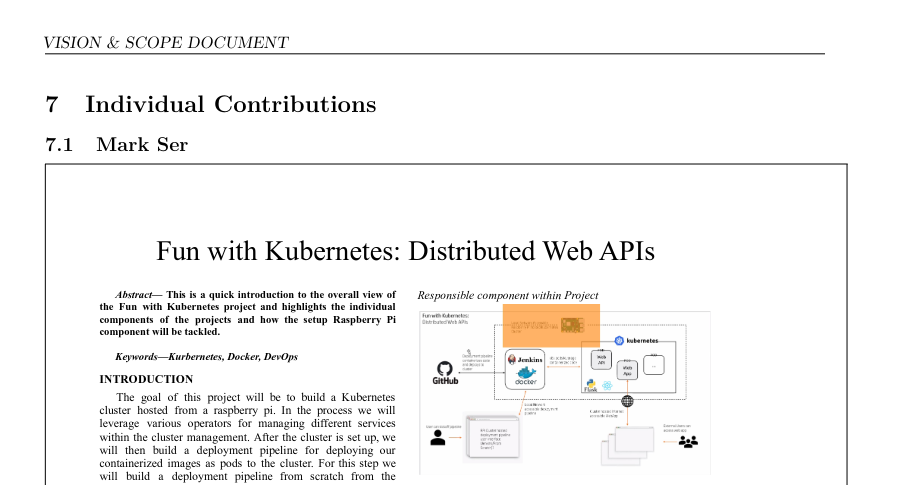 VISION & SCOPE DOCUMENT
7 Individual Contributions
7.1 Mark Ser
Fun with Kubernetes: Distributed Web APIs
Abstract— This is a quick introduction to the overall view of
the Fun with Kubernetes project and highlights the individual
components of the projects and how the setup Raspberry Pi
component will be tackled.
Keywords—Kurbernetes, Docker, DevOps
INTRODUCTION
The goal of this project will be to build a Kubernetes
cluster hosted from a raspberry pi. In the process we will
leverage various operators for managing different services
within the cluster management. After the cluster is set up, we
will then build a deployment pipeline for deploying our
containerized images as pods to the cluster. For this step we
will build a deployment pipeline from scratch from the
Responsible component within Project
Fun with Kubernetes:
Distributed Web APIs
kubernetes
Jenkins
docker
GitHub
Web
API
Web
App
...
Flask